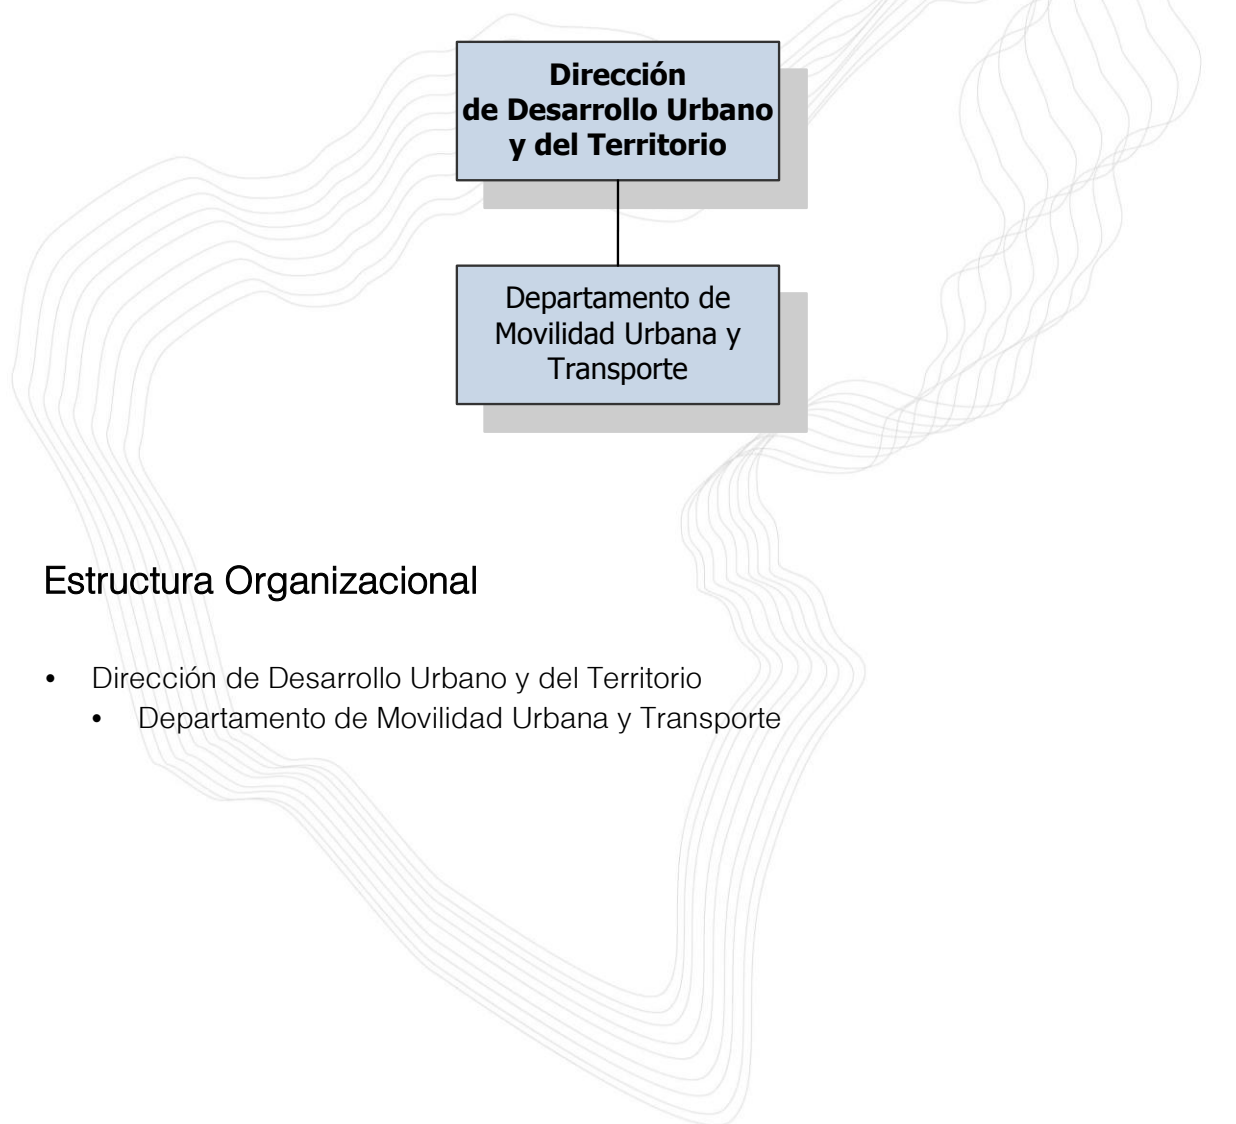 Dirección
de Desarrollo Urbano
y del Territorio
Departamento de
Movilidad Urbana y
Transporte
Estructura Organizacional
• Dirección de Desarrollo Urbano y del Territorio
• Departamento de Movilidad Urbana y Transporte